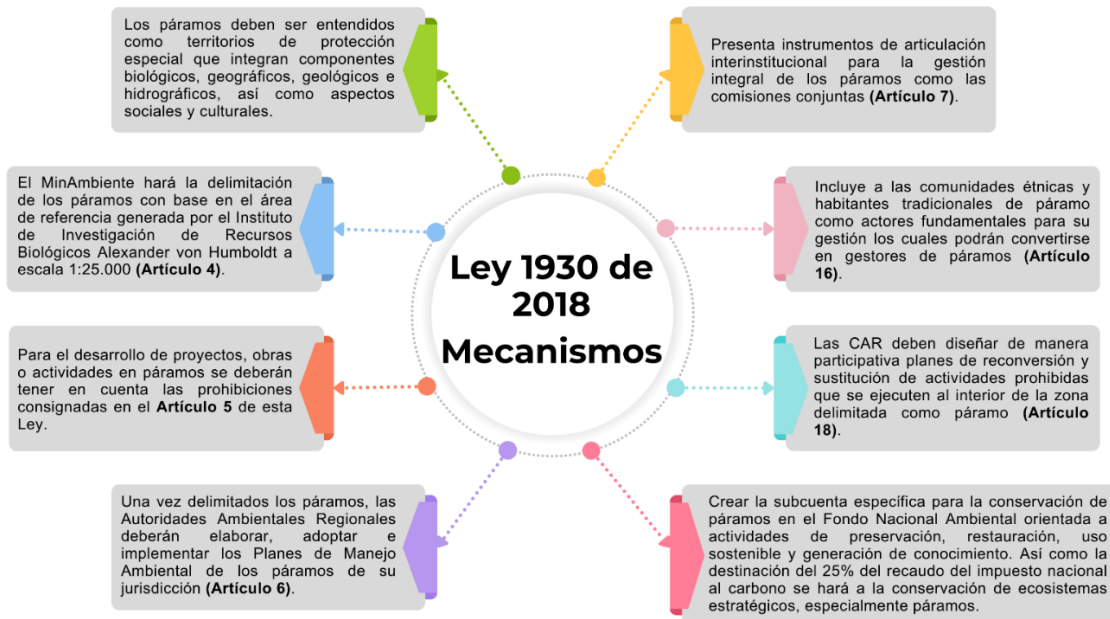 Los páramos deben ser entendidos
como territorios de protección
especial que integran componentes
biológicos, geográficos, geológicos e
hidrográficos, así como aspectos
sociales y culturales.
Presenta instrumentos de articulación
interinstitucional para la gestión
integral de los páramos como las
comisiones conjuntas (Artículo 7).
El MinAmbiente hará la delimitación
de los páramos con base en el área
de referencia generada por el Instituto
de Investigación de Recursos
Biológicos Alexander von Humboldt a
escala 1:25.000 (Artículo 4).
Incluye a las comunidades étnicas y
habitantes tradicionales de páramo
como actores fundamentales para su
gestión los cuales podrán convertirse
en gestores de páramos (Artículo
16).
Ley 1930 de
2018
Mecanismos
Para el desarrollo de proyectos, obras
o actividades en páramos se deberán
tener en cuenta las prohibiciones
consignadas en el Artículo 5 de esta
Ley.
Las CAR deben diseñar de manera
participativa planes de reconversión y
sustitución de actividades prohibidas
que se ejecuten al interior de la zona
delimitada como páramo (Artículo
18).
Una vez delimitados los páramos, las
Autoridades Ambientales Regionales
deberán elaborar, adoptar e
implementar los Planes de Manejo
Ambiental de los páramos de su
jurisdicción (Artículo 6).
Crear la subcuenta específica para la conservación de
páramos en el Fondo Nacional Ambiental orientada a
actividades de preservación, restauración, uso
sostenible y generación de conocimiento. Así como la
destinación del 25% del recaudo del impuesto nacional
al carbono se hará a la conservación de ecosistemas
estratégicos, especialmente páramos.